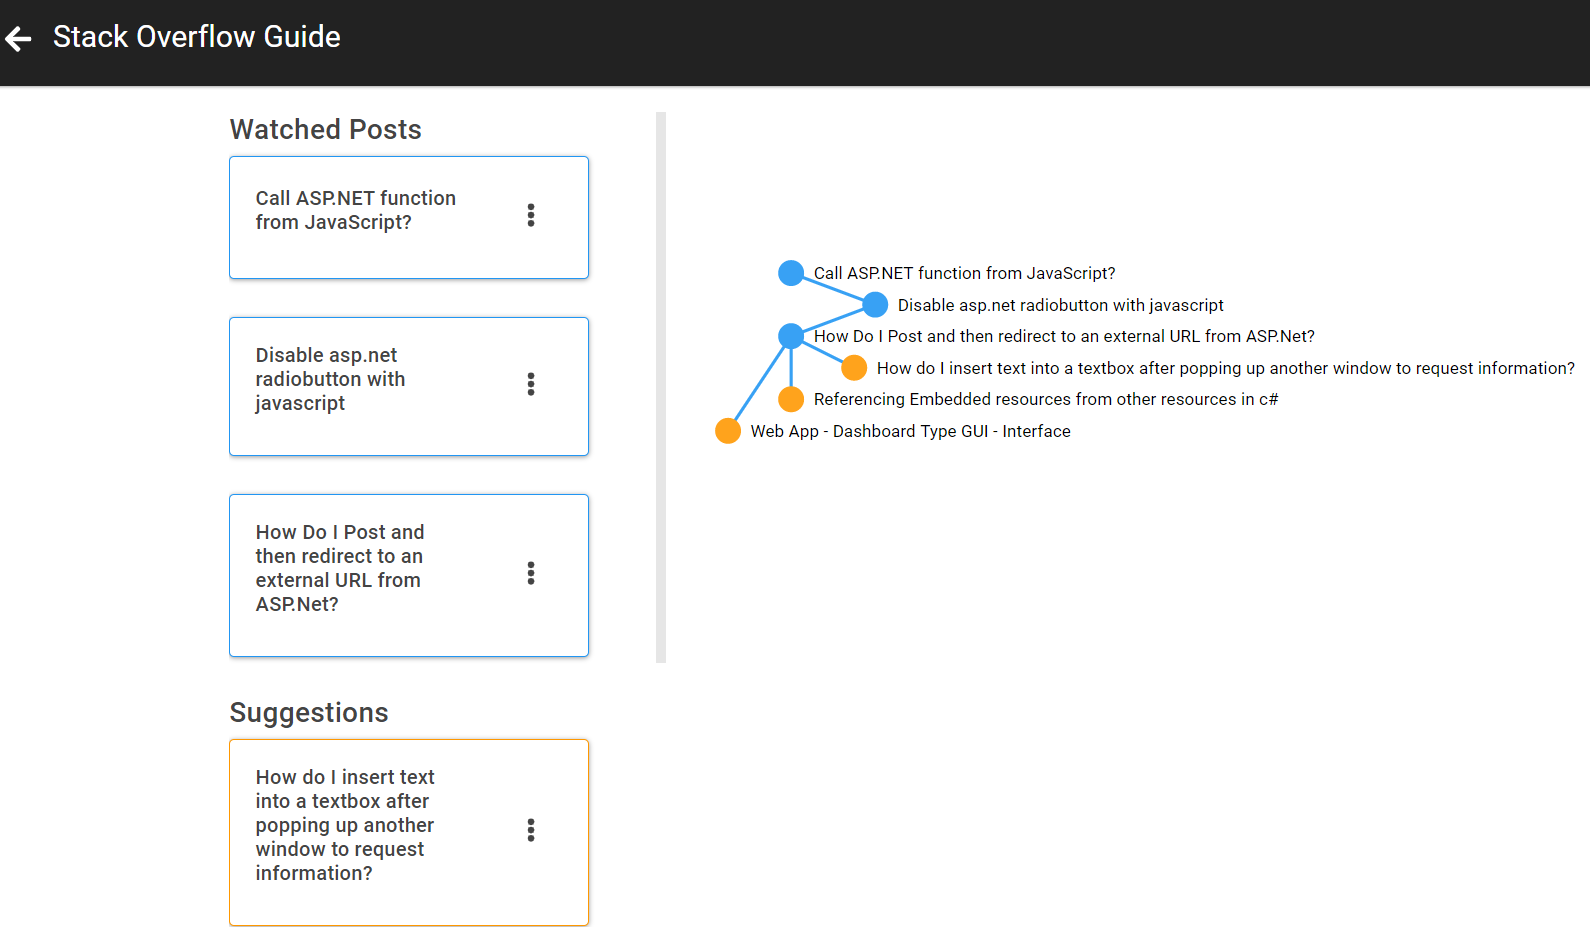 Stack Overflow Guide
Watched Posts
Call ASP.NET function
from JavaScript?
Disable asp.net
radiobutton with
javascript
How Do I Post and
then redirect to an
external URL from
ASP.Net?
Suggestions
How do I insert text
into a textbox after
popping up another
window to request
information?
Call ASP.NET function from JavaScript?
Disable asp.net radiobutton with javascript
How Do I Post and then redirect to an external URL from ASP.Net?
How do I insert text into a textbox after popping up another window to request information?
Referencing Embedded resources from other resources in c#
Web App - Dashboard Type GUI - Interface